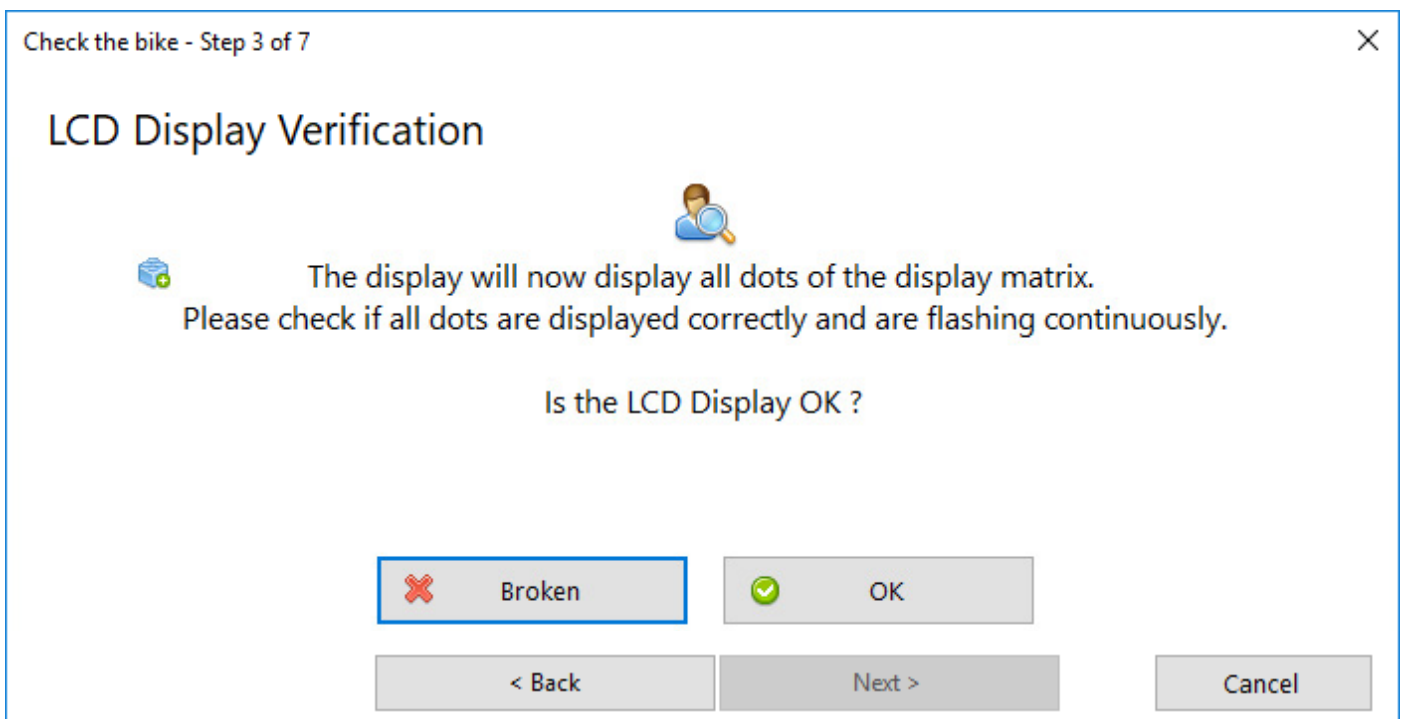 Check the bike - Step 3 of 7
LCD Display Verification
The display will now display all dots of the display matrix.
Please check if all dots are displayed correctly and are flashing continuously.
Is the LCD Display OK ?
Broken
OK
< Back
Next >
Cancel